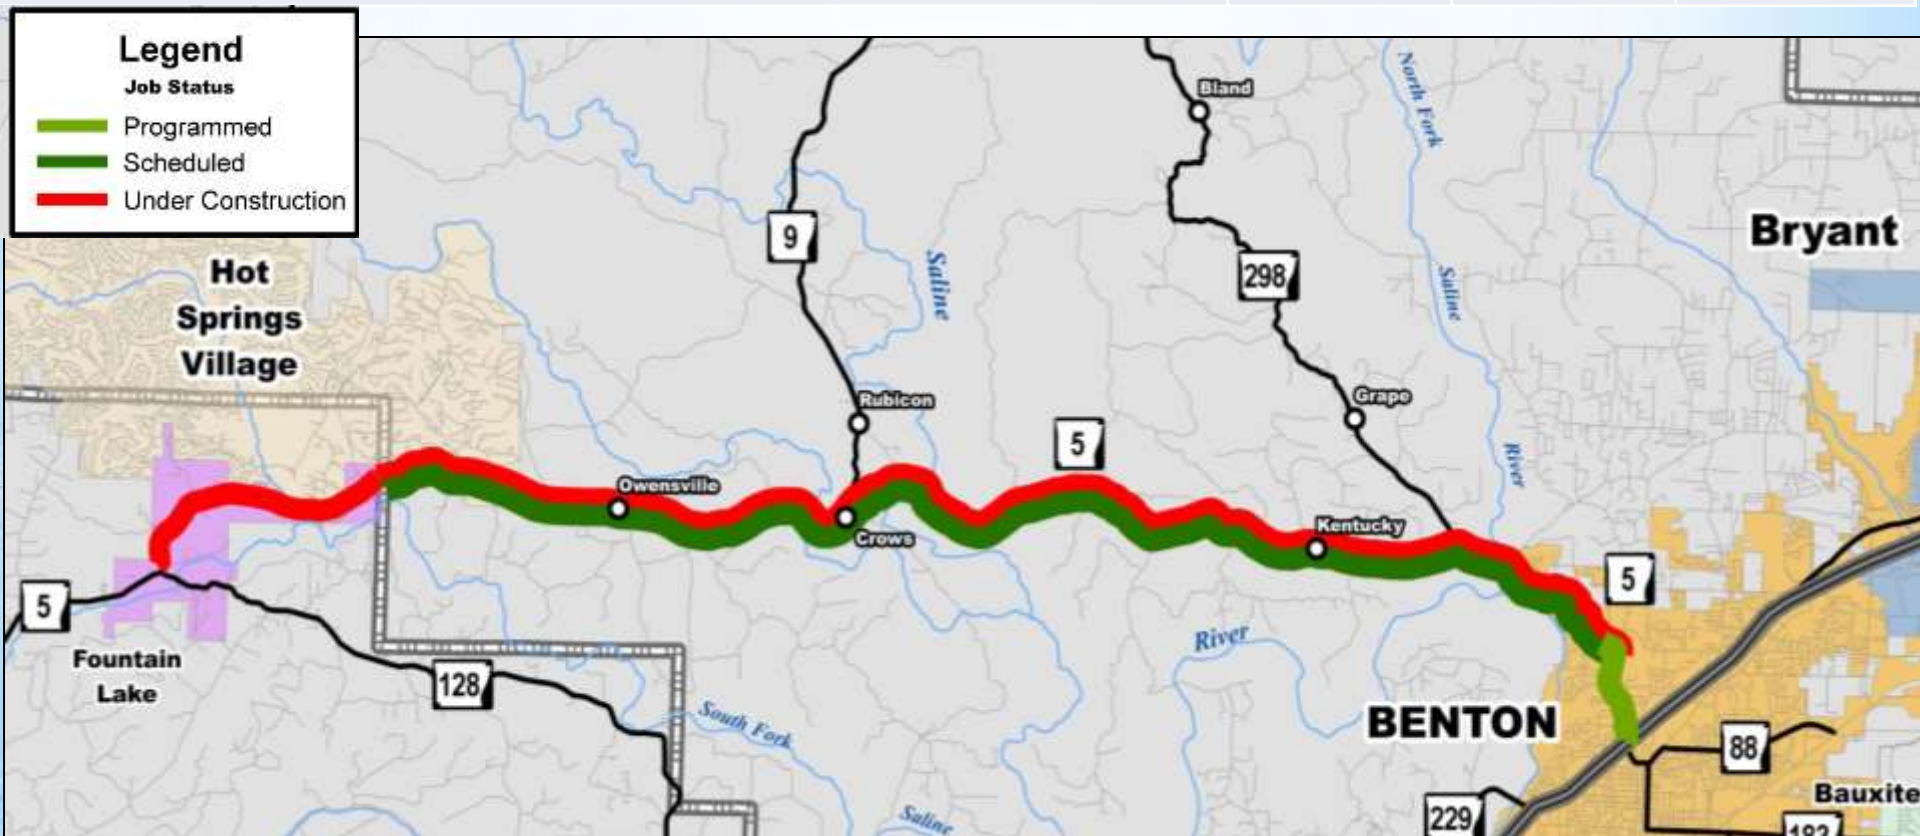 Legend
Job Status
Programmed
Scheduled
Under Construction
Bland
North Fork
9
Bryant
Hot
Springs
Village
Saline
298
Saline
Rubicon
Grape
5
River
Owensville
Kentucky
Crows
5
5
River
Fountain
Lake
128
South Fork
BENTON
88
Bauxite
Saline
229
183